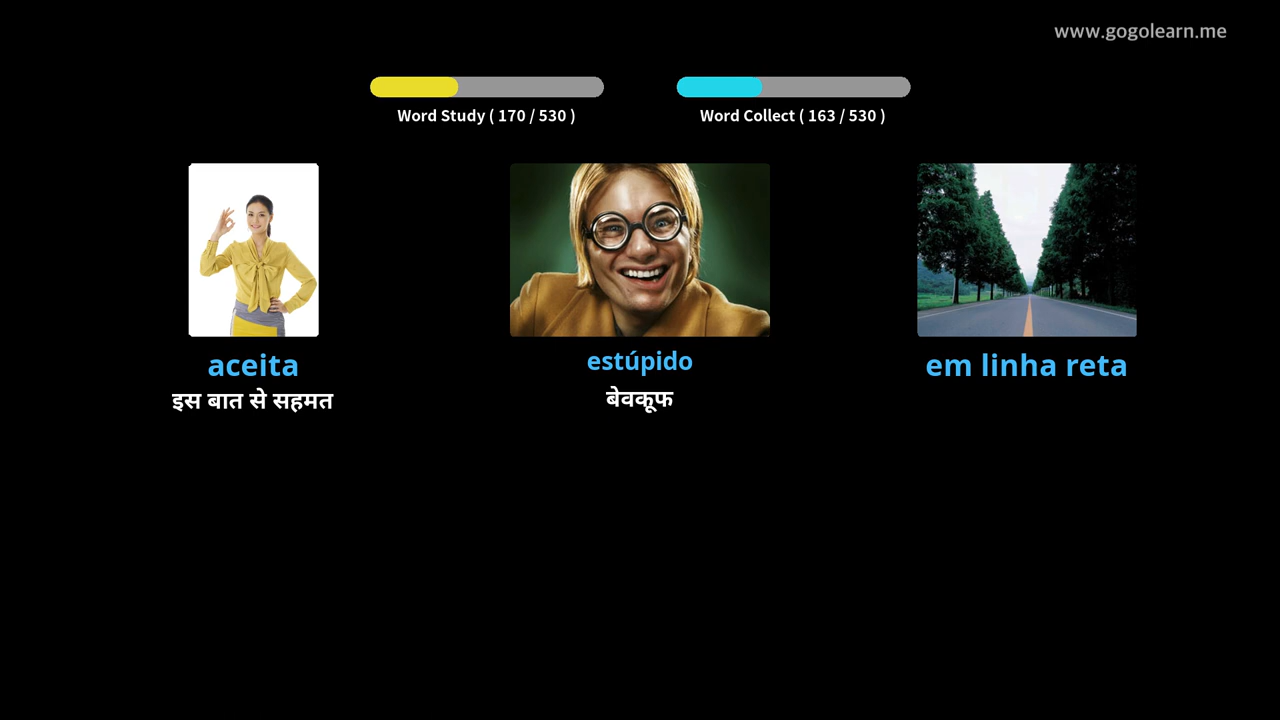 www.gogolearn.me
Word Study ( 170 / 530 )
Word Collect ( 163 / 530 )
aceita
इस बात से सहमत
estúpido
बेवकूफ
em linha reta